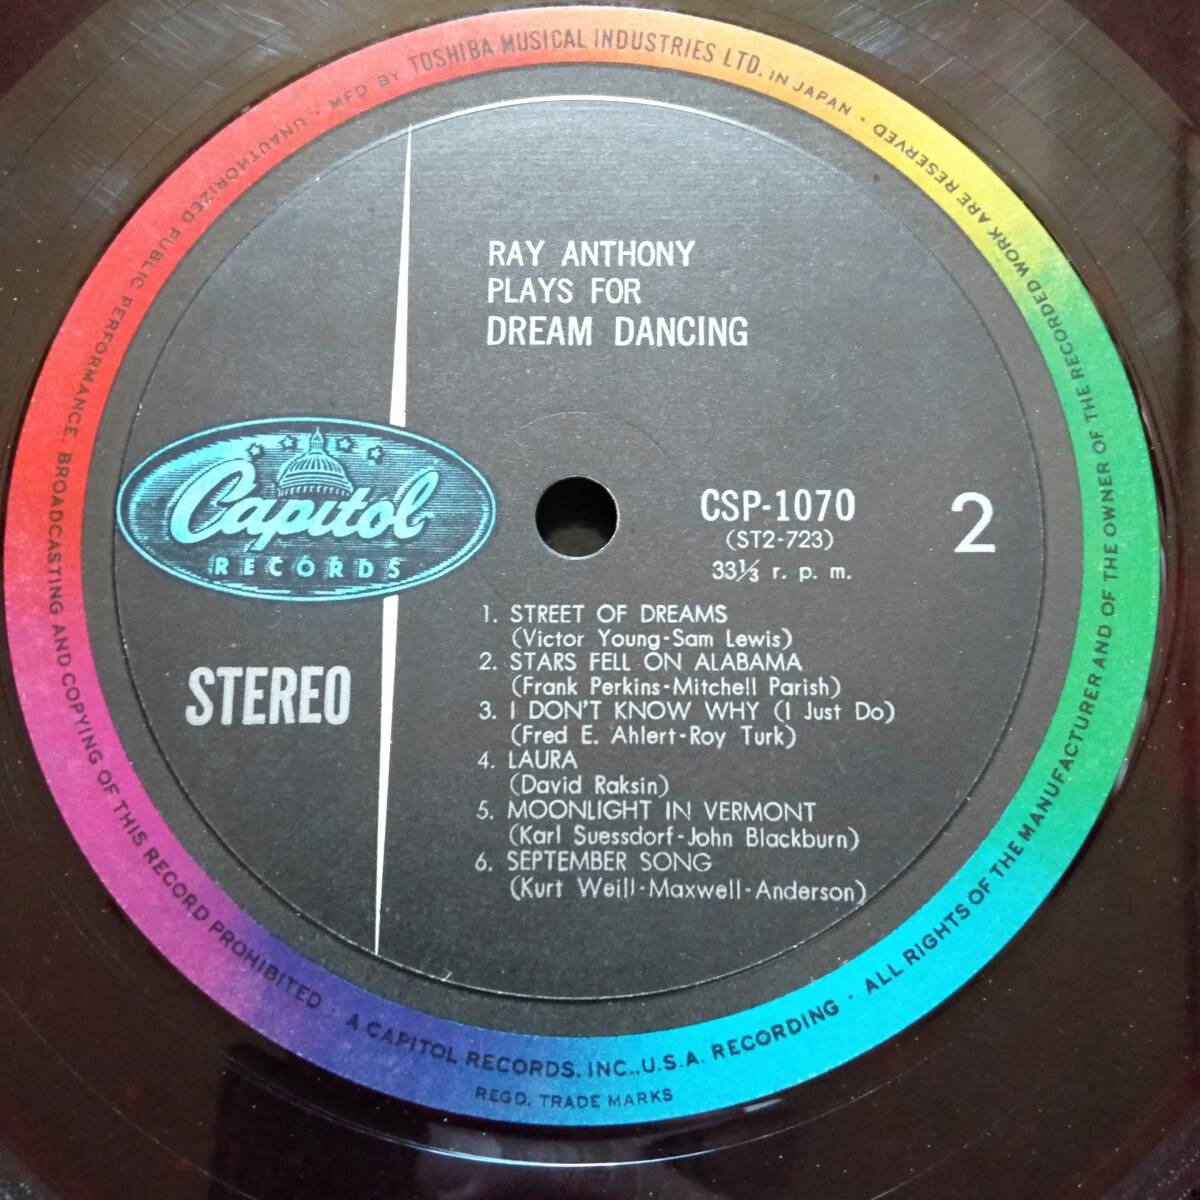 MFD BY TOSHIBA MUSICAL INDUSTRIES LTD. IN JAPAN · ALL RIGHTS OF THE MANUFACTURER AND OF THE OWNER OF THE RECORDED WORK ARE RESERVED ·
UNAUTHORIZED PUBLIC PERFORMANCE, BROADCASTING AND COPYING OF THIS RECORD PROHIBITED ·
A CAPITOL RECORDS, INC., U.S.A. RECORDING ·
REGD. TRADE MARKS
RAY ANTHONY
PLAYS FOR
DREAM DANCING
Capitol
RECORDS
STEREO
CSP-1070
(ST2-723)
33⅓ r. p. m.
2
1. STREET OF DREAMS
(Victor Young-Sam Lewis)
2. STARS FELL ON ALABAMA
(Frank Perkins-Mitchell Parish)
3. I DON'T KNOW WHY (I Just Do)
(Fred E. Ahlert-Roy Turk)
4. LAURA
(David Raksin)
5. MOONLIGHT IN VERMONT
(Karl Suessdorf-John Blackburn)
6. SEPTEMBER SONG
(Kurt Weill-Maxwell-Anderson)